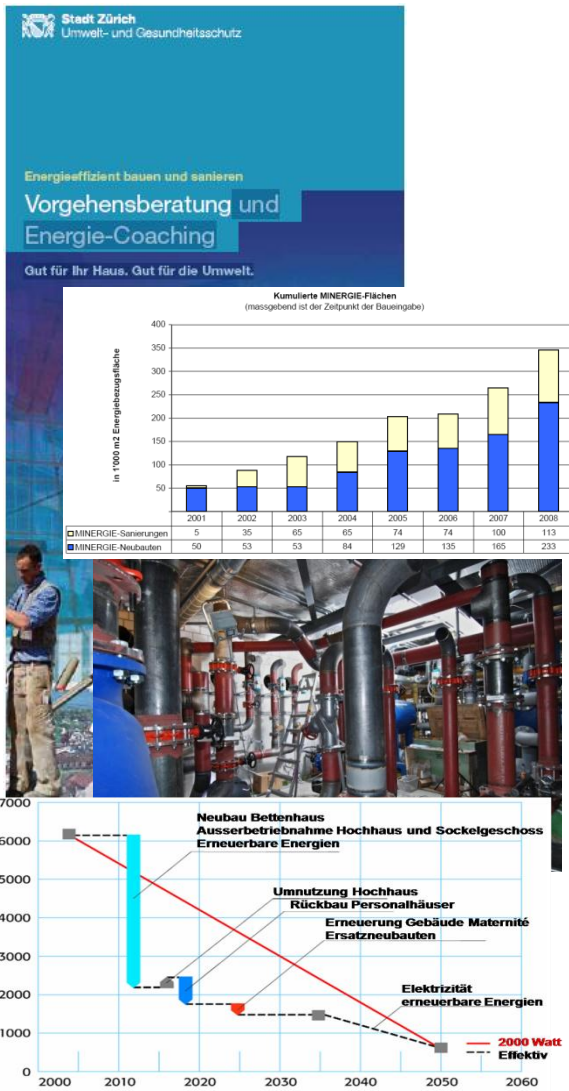 Stadt Zürich
Umwelt- und Gesundheitsschutz
Energieeffizient bauen und sanieren
Vorgehensberatung und
Energie-Coaching
Gut für Ihr Haus. Gut für die Umwelt.
Kumulierte MINERGIE-Flächen
(massgebend ist der Zeitpunkt der Baueingabe)
in 1'000 m2 Energiebezugsfläche
400
350
300
250
200
150
100
50
2001 2002 2003 2004 2005 2006 2007 2008
MINERGIE-Sanierungen 5 35 65 65 74 74 100 113
MINERGIE-Neubauten 50 53 53 84 129 135 165 233
7000
6000
5000
4000
3000
2000
1000
0
Neubau Bettenhaus
Ausserbetriebnahme Hochhaus und Sockelgeschoss
Erneuerbare Energien
Umnutzung Hochhaus
Rückbau Personalhäuser
Erneuerung Gebäude Maternité
Ersatzneubauten
Elektrizität
erneuerbare Energien
2000 Watt
Effektiv
2000 2010 2020 2030 2040 2050 2060